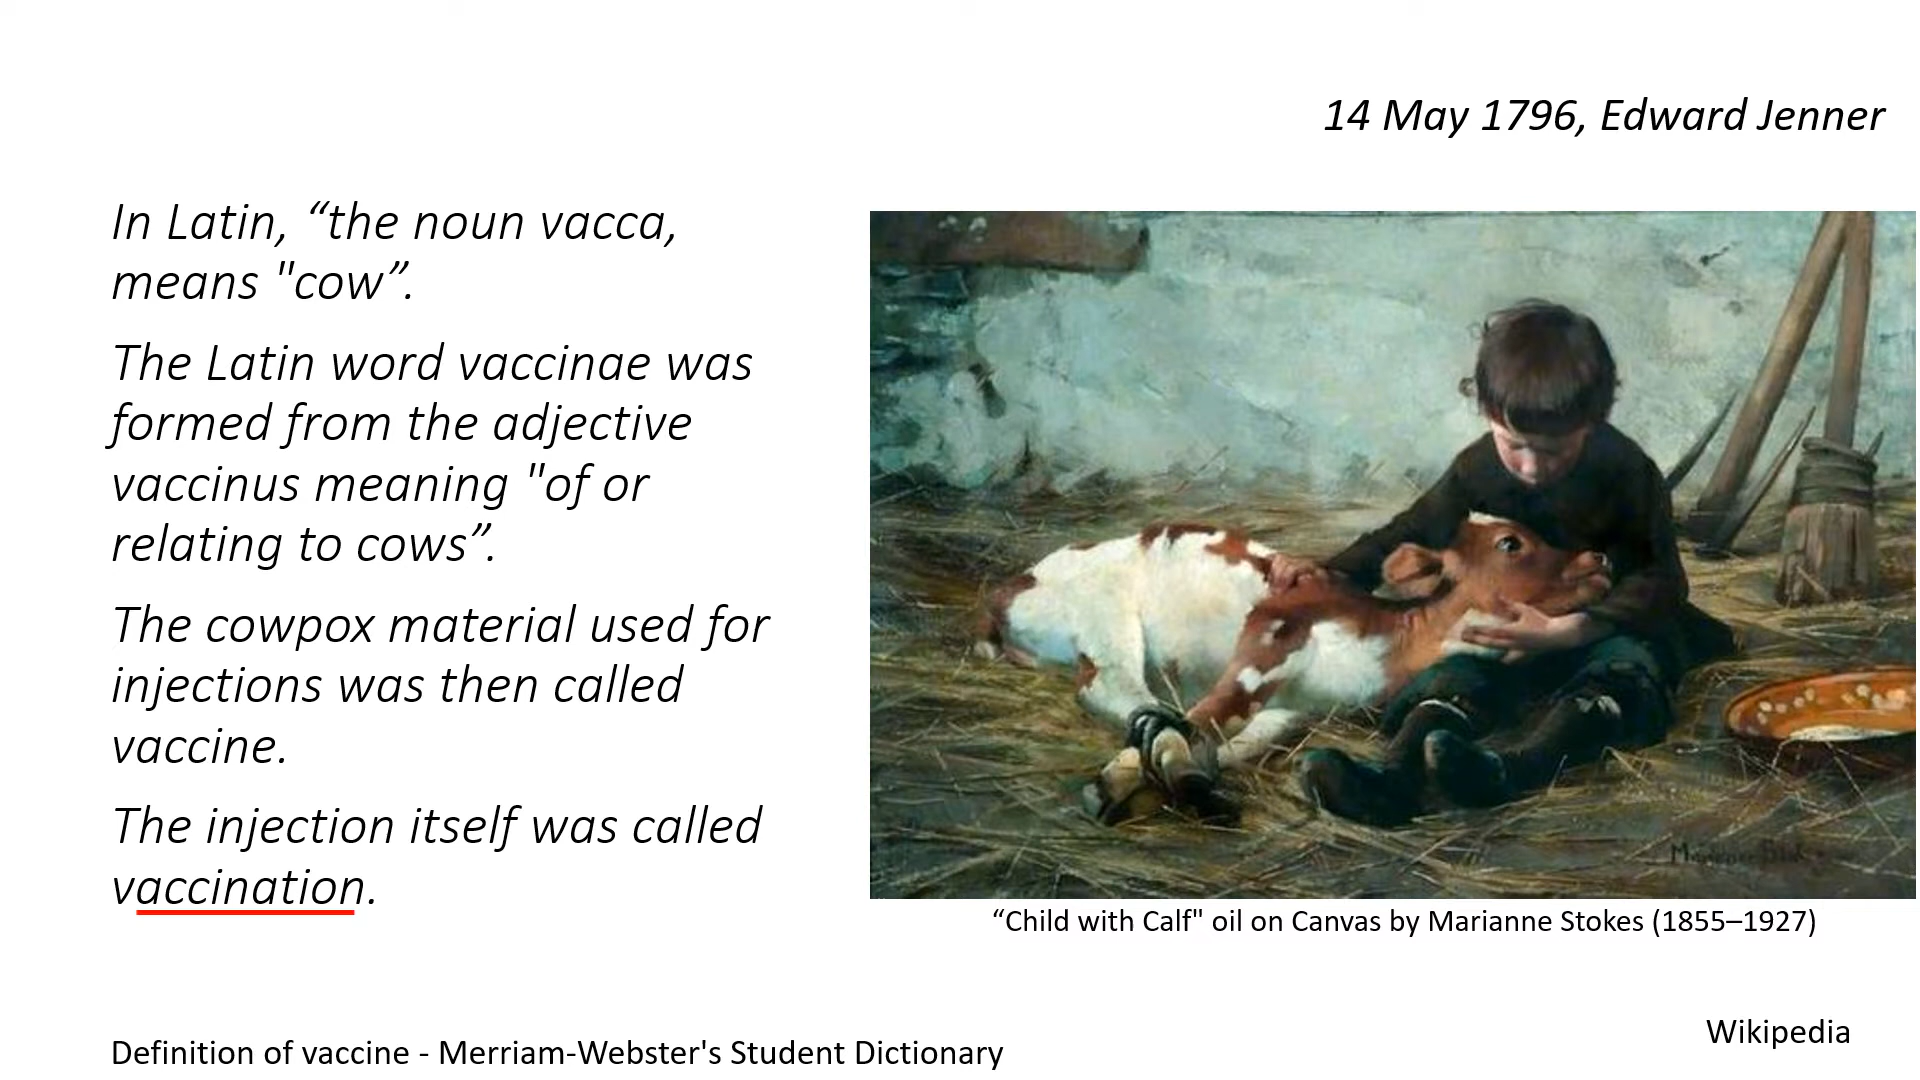 14 May 1796, Edward Jenner
In Latin, “the noun vacca,
means "cow”.
The Latin word vaccinae was
formed from the adjective
vaccinus meaning "of or
relating to cows”.
The cowpox material used for
injections was then called
vaccine.
The injection itself was called
vaccination.
“Child with Calf" oil on Canvas by Marianne Stokes (1855–1927)
Wikipedia
Definition of vaccine - Merriam-Webster's Student Dictionary